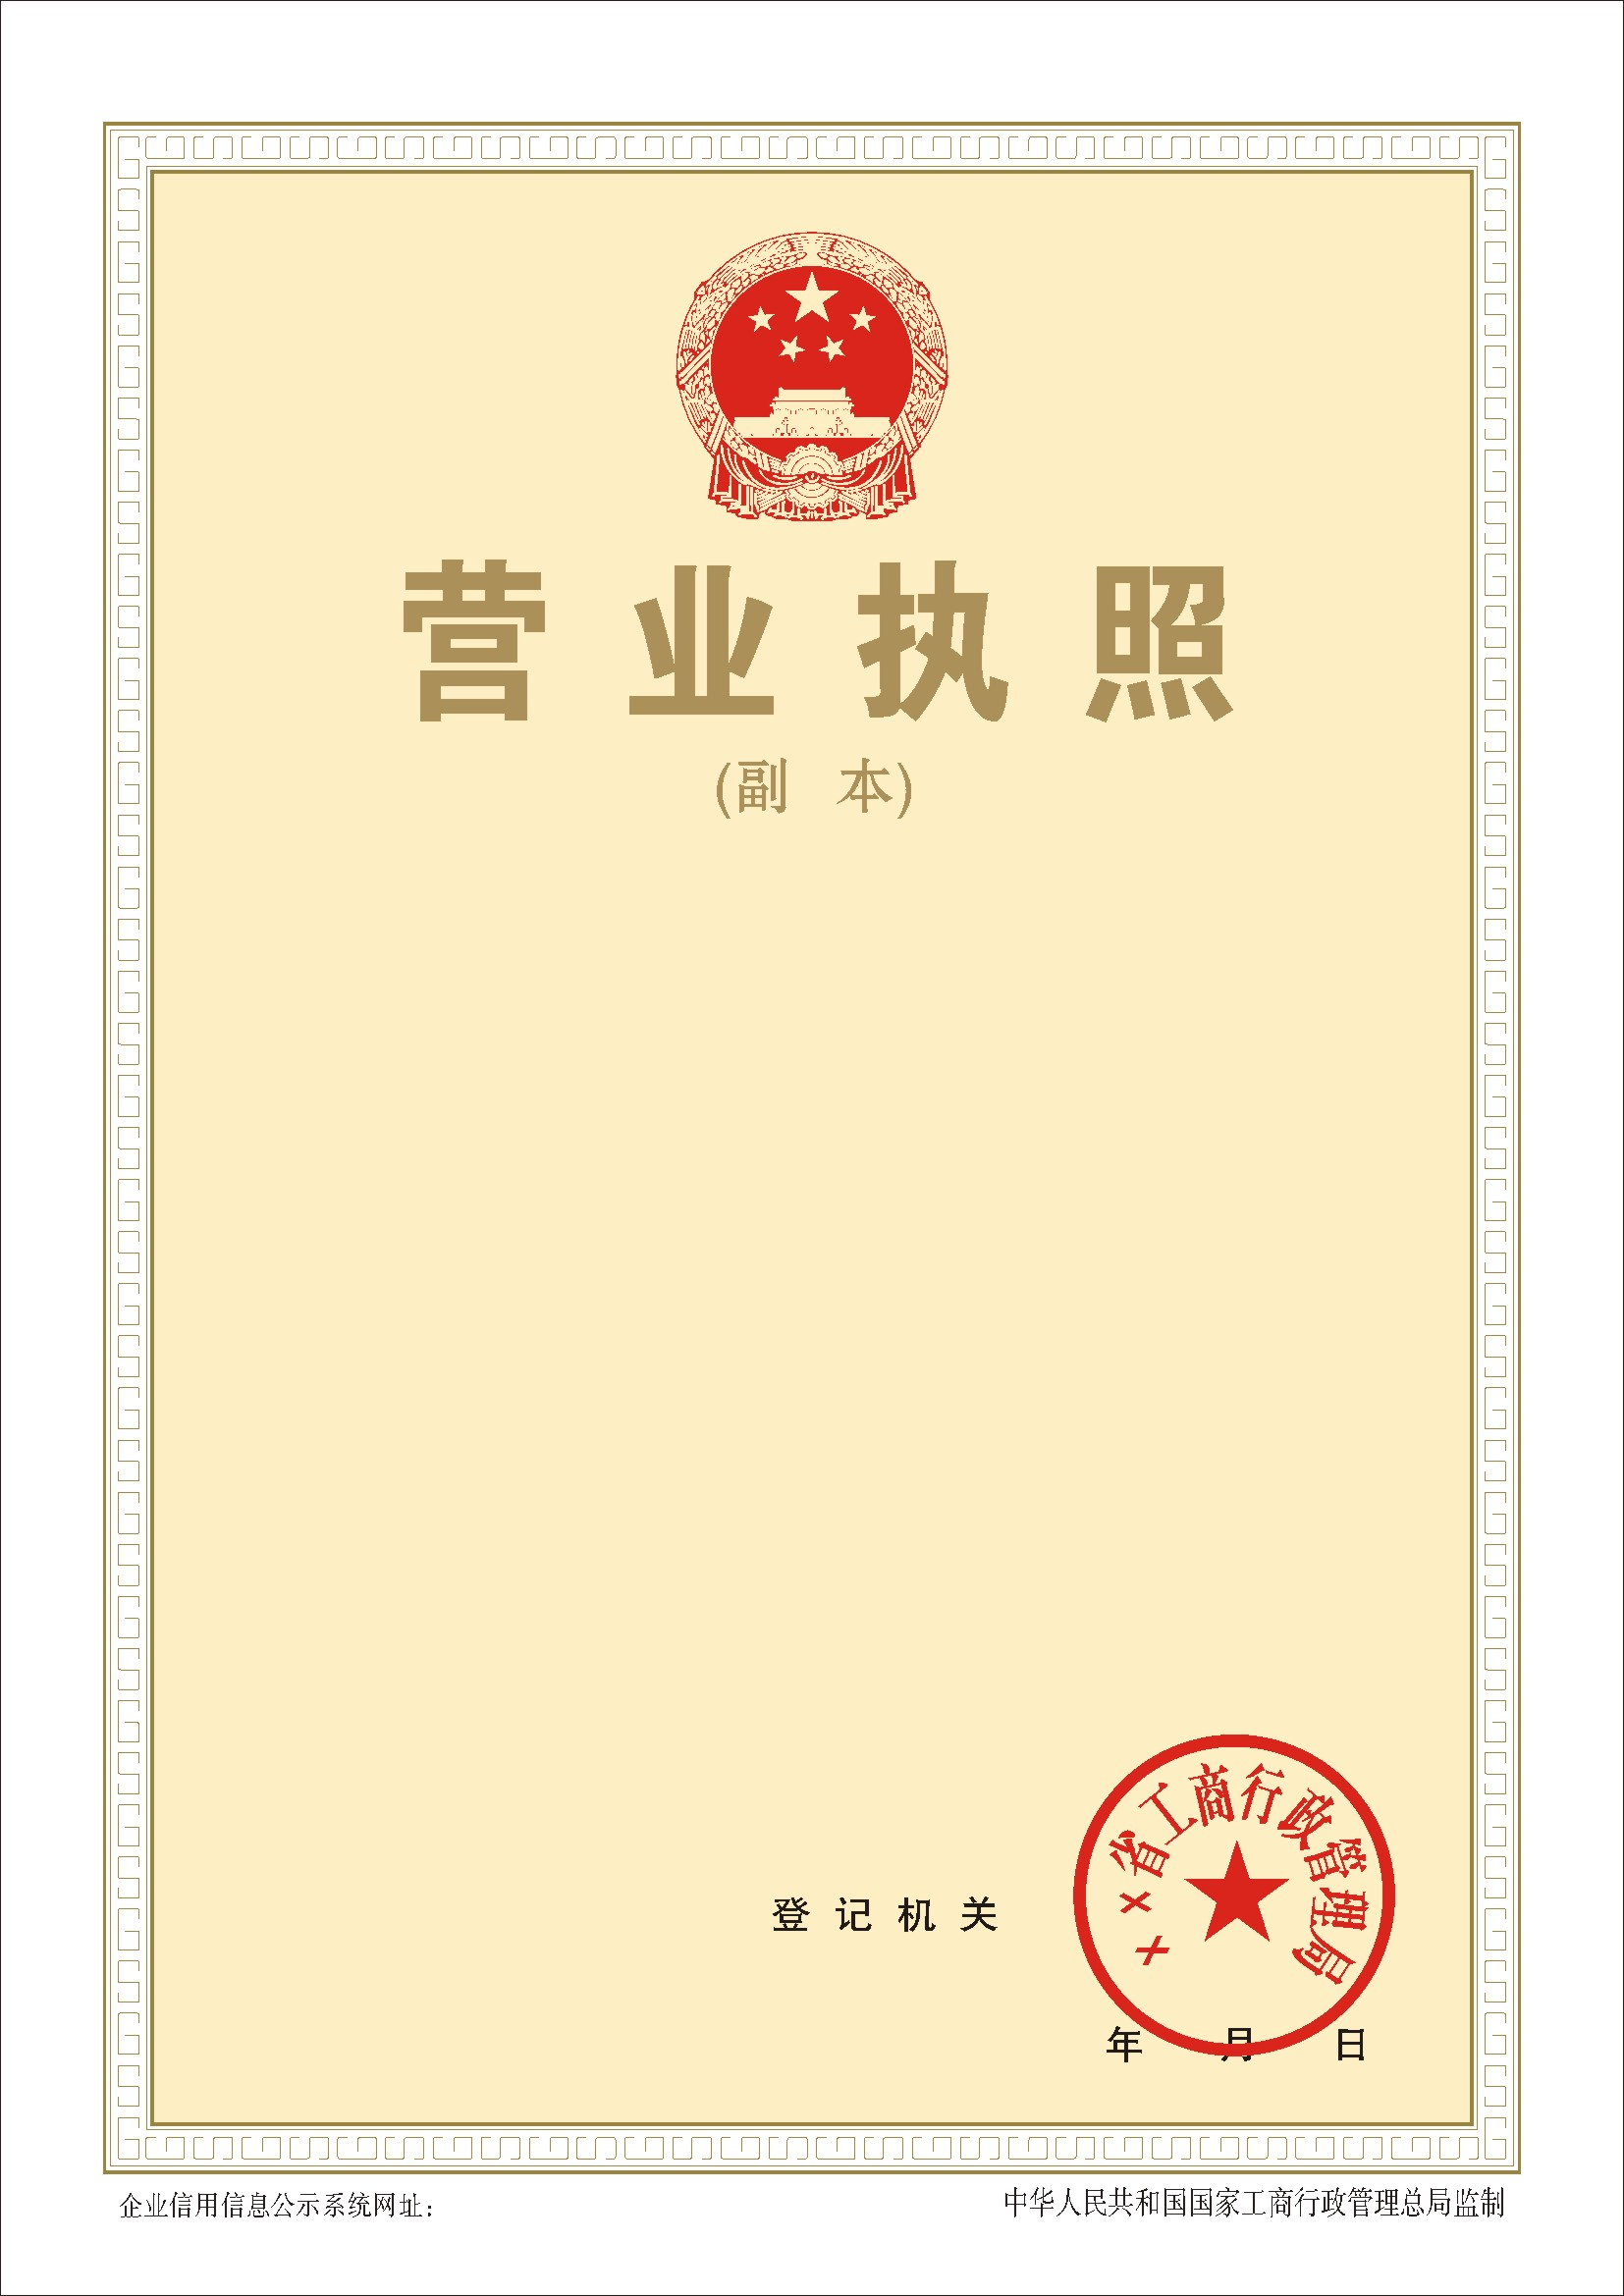 营业执照
(副 本)
××省工商行政管理局
登记机关
年 月 日
企业信用信息公示系统网址：
中华人民共和国国家工商行政管理总局监制